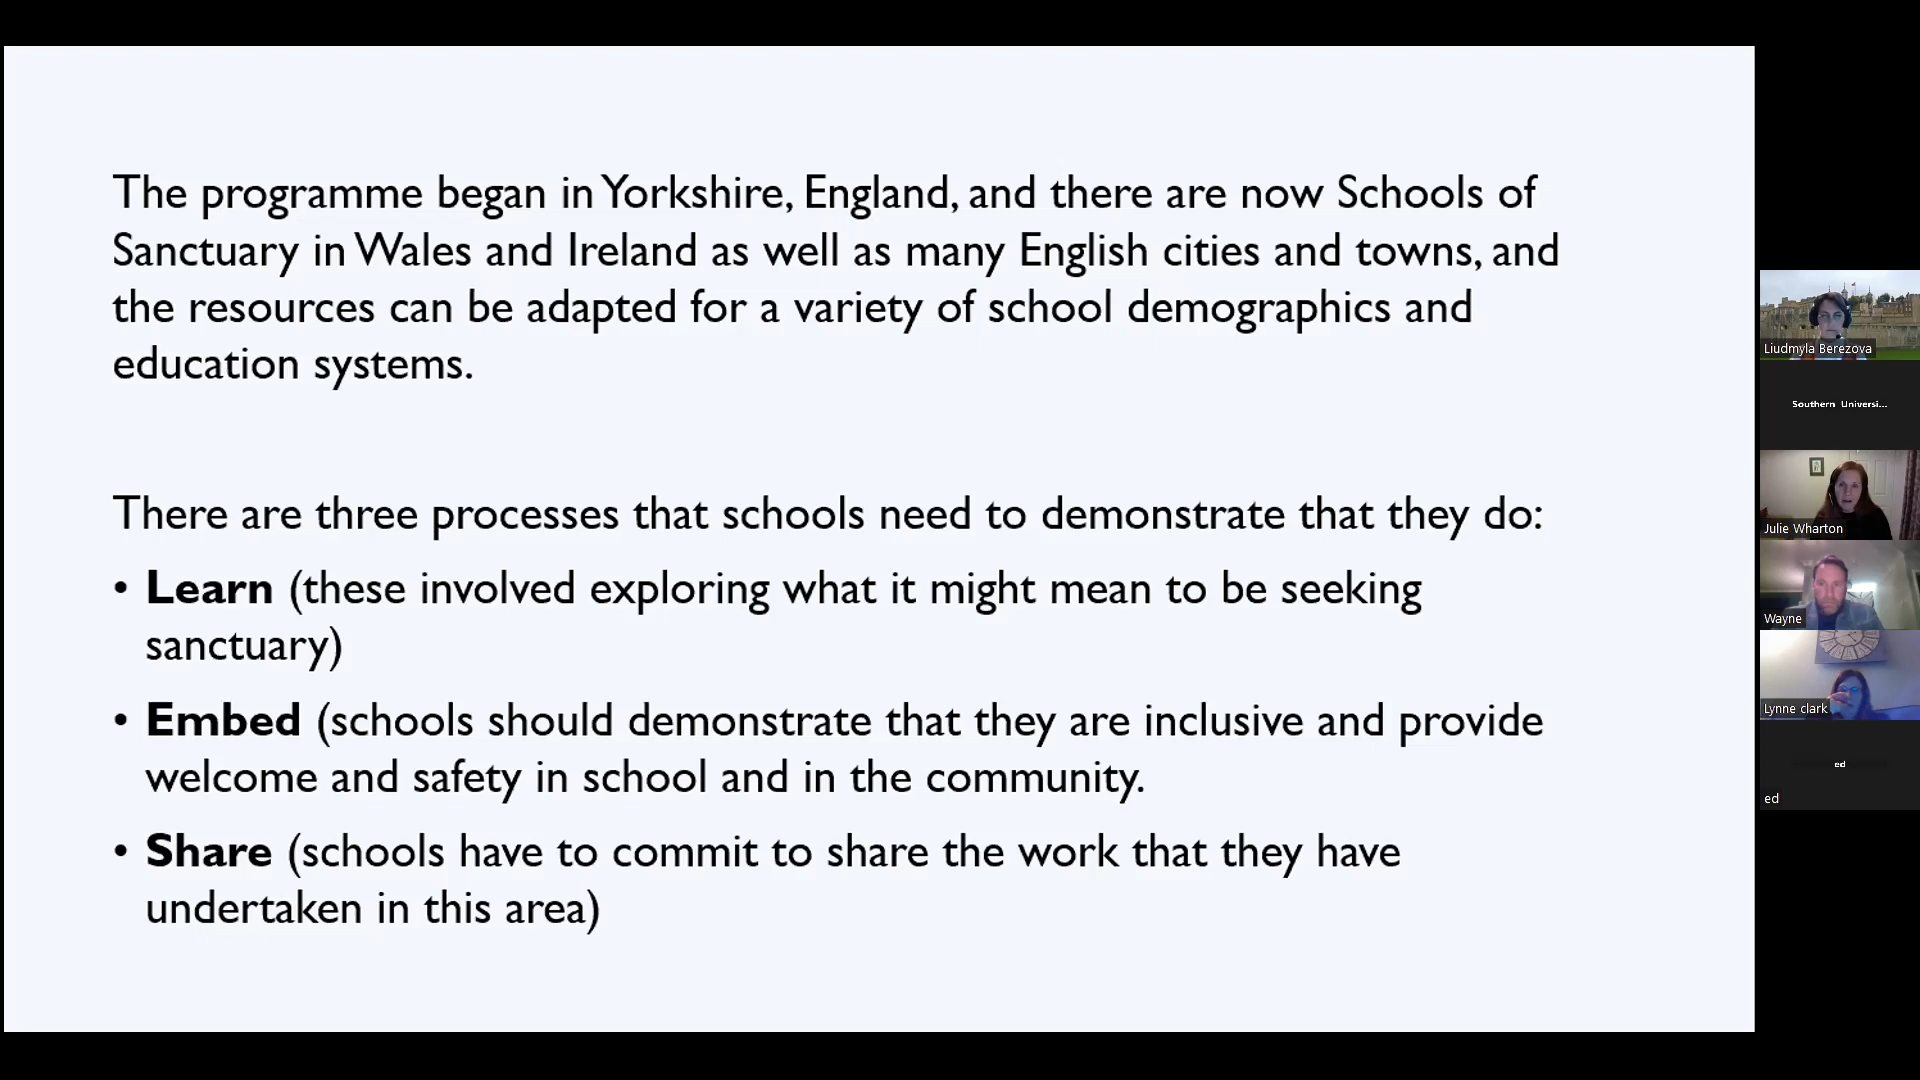 The programme began in Yorkshire, England, and there are now Schools of
Sanctuary in Wales and Ireland as well as many English cities and towns, and
the resources can be adapted for a variety of school demographics and
education systems.
There are three processes that schools need to demonstrate that they do:
• Learn (these involved exploring what it might mean to be seeking
sanctuary)
• Embed (schools should demonstrate that they are inclusive and provide
welcome and safety in school and in the community.
• Share (schools have to commit to share the work that they have
undertaken in this area)
Liudmyla Berezova
Southern Universi...
Julie Wharton
Wayne
Lynne clark
ed
ed